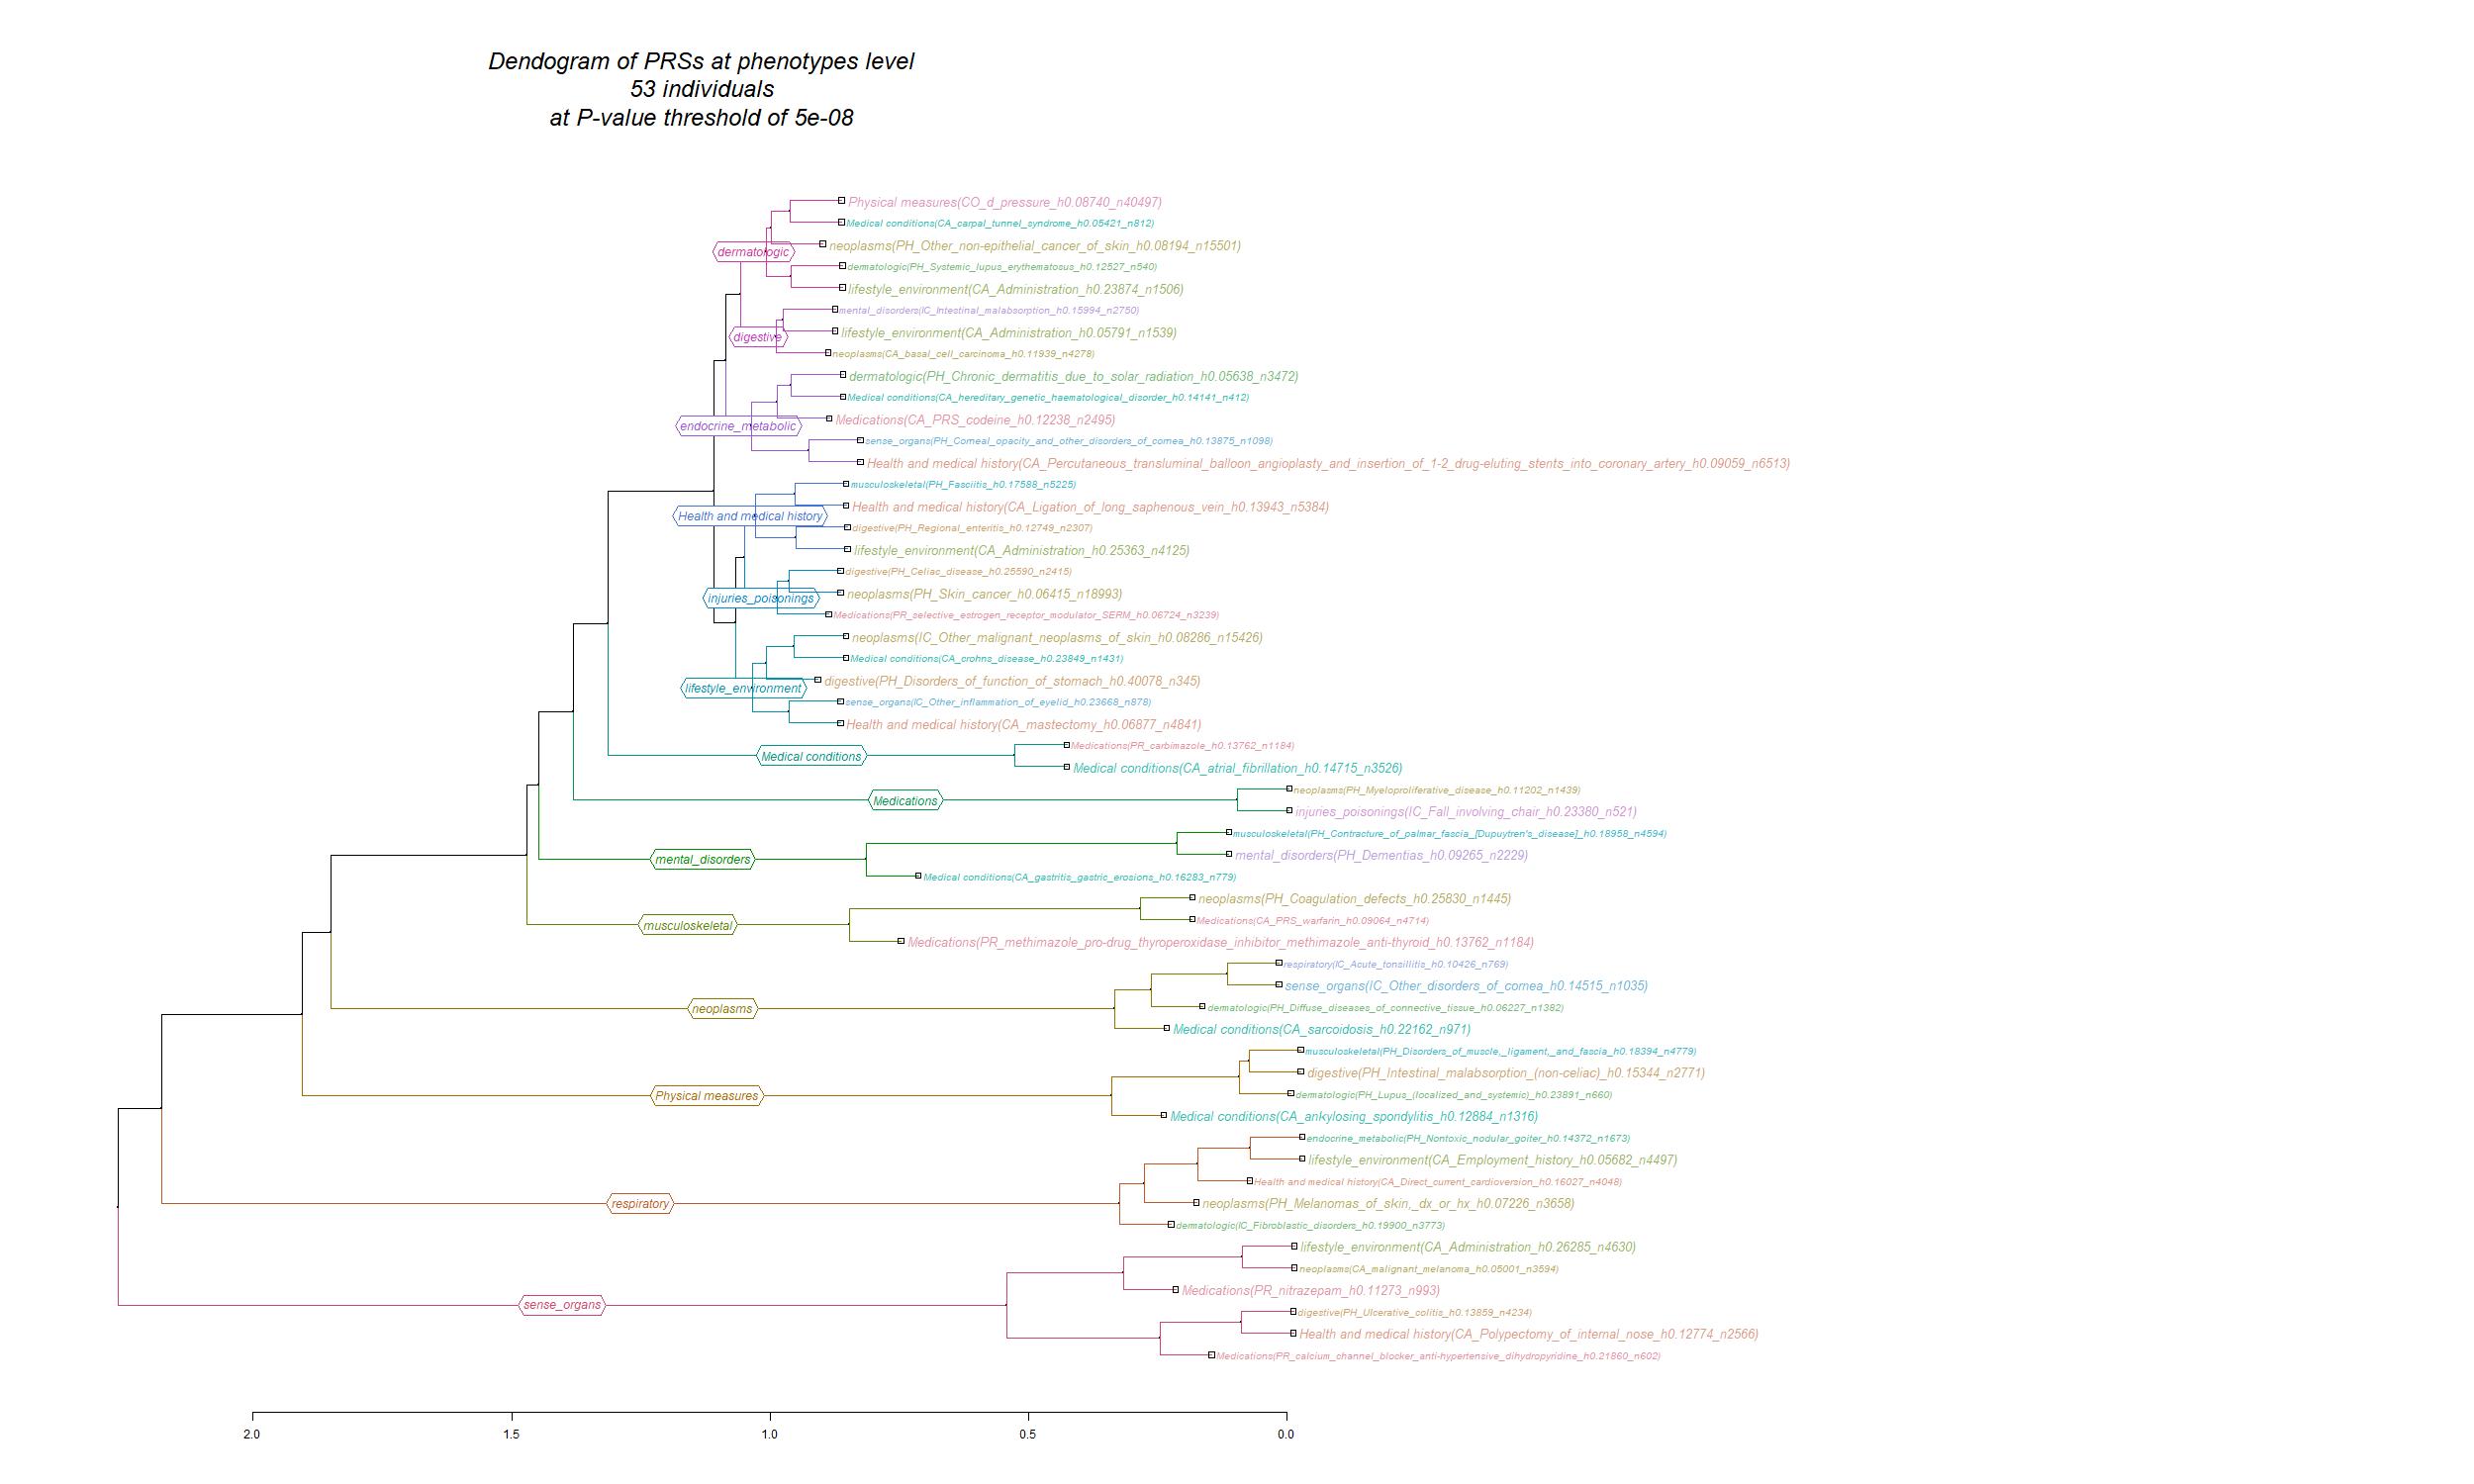 Dendogram of PRSs at phenotypes level
53 individuals
at P-value threshold of 5e-08
Physical measures(CO_d_pressure_h0.08740_n40497)
Medical conditions(CA_carpal_tunnel_syndrome_h0.05421_n812)
neoplasms(PH_Other_non-epithelial_cancer_of_skin_h0.08194_n15501)
dermatologic
dermatologic(PH_Systemic_lupus_erythematosus_h0.12527_n540)
lifestyle_environment(CA_Administration_h0.23874_n1506)
mental_disorders(IC_Intestinal_malabsorption_h0.15994_n2750)
lifestyle_environment(CA_Administration_h0.05791_n1539)
digestive
neoplasms(CA_basal_cell_carcinoma_h0.11939_n4278)
dermatologic(PH_Chronic_dermatitis_due_to_solar_radiation_h0.05638_n3472)
Medical conditions(CA_hereditary_genetic_haematological_disorder_h0.14141_n412)
Medications(CA_PRS_codeine_h0.12238_n2495)
endocrine_metabolic
sense_organs(PH_Corneal_opacity_and_other_disorders_of_cornea_h0.13875_n1098)
Health and medical history(CA_Percutaneous_transluminal_balloon_angioplasty_and_insertion_of_1-2_drug-eluting_stents_into_coronary_artery_h0.09059_n6513)
musculoskeletal(PH_Fasciitis_h0.17588_n5225)
Health and medical history(CA_Ligation_of_long_saphenous_vein_h0.13943_n5384)
Health and medical history
digestive(PH_Regional_enteritis_h0.12749_n2307)
lifestyle_environment(CA_Administration_h0.25363_n4125)
digestive(PH_Celiac_disease_h0.25590_n2415)
neoplasms(PH_Skin_cancer_h0.06415_n18993)
injuries_poisonings
Medications(PR_selective_estrogen_receptor_modulator_SERM_h0.06724_n3239)
neoplasms(IC_Other_malignant_neoplasms_of_skin_h0.08286_n15426)
Medical conditions(CA_crohns_disease_h0.23849_n1431)
digestive(PH_Disorders_of_function_of_stomach_h0.40078_n345)
lifestyle_environment
sense_organs(IC_Other_inflammation_of_eyelid_h0.23668_n878)
Health and medical history(CA_mastectomy_h0.06877_n4841)
Medications(PR_carbimazole_h0.13762_n1184)
Medical conditions
Medical conditions(CA_atrial_fibrillation_h0.14715_n3526)
neoplasms(PH_Myeloproliferative_disease_h0.11202_n1439)
Medications
injuries_poisonings(IC_Fall_involving_chair_h0.23380_n521)
musculoskeletal(PH_Contracture_of_palmar_fascia_[Dupuytren's_disease]_h0.18958_n4594)
mental_disorders(PH_Dementias_h0.09265_n2229)
mental_disorders
Medical conditions(CA_gastritis_gastric_erosions_h0.16283_n779)
neoplasms(PH_Coagulation_defects_h0.25830_n1445)
Medications(CA_PRS_warfarin_h0.09064_n4714)
musculoskeletal
Medications(PR_methimazole_pro-drug_thyroperoxidase_inhibitor_methimazole_anti-thyroid_h0.13762_n1184)
respiratory(IC_Acute_tonsillitis_h0.10426_n769)
sense_organs(IC_Other_disorders_of_cornea_h0.14515_n1035)
dermatologic(PH_Diffuse_diseases_of_connective_tissue_h0.06227_n1382)
neoplasms
Medical conditions(CA_sarcoidosis_h0.22162_n971)
musculoskeletal(PH_Disorders_of_muscle,_ligament,_and_fascia_h0.18394_n4779)
digestive(PH_Intestinal_malabsorption_(non-celiac)_h0.15344_n2771)
dermatologic(PH_Lupus_(localized_and_systemic)_h0.23891_n660)
Physical measures
Medical conditions(CA_ankylosing_spondylitis_h0.12884_n1316)
endocrine_metabolic(PH_Nontoxic_nodular_goiter_h0.14372_n1673)
lifestyle_environment(CA_Employment_history_h0.05682_n4497)
Health and medical history(CA_Direct_current_cardioversion_h0.16027_n4048)
neoplasms(PH_Melanomas_of_skin,_dx_or_hx_h0.07226_n3658)
respiratory
dermatologic(IC_Fibroblastic_disorders_h0.19900_n3773)
lifestyle_environment(CA_Administration_h0.26285_n4630)
neoplasms(CA_malignant_melanoma_h0.05001_n3594)
Medications(PR_nitrazepam_h0.11273_n993)
sense_organs
digestive(PH_Ulcerative_colitis_h0.13859_n4234)
Health and medical history(CA_Polypectomy_of_internal_nose_h0.12774_n2566)
Medications(PR_calcium_channel_blocker_anti-hypertensive_dihydropyridine_h0.21860_n602)
2.0 1.5 1.0 0.5 0.0